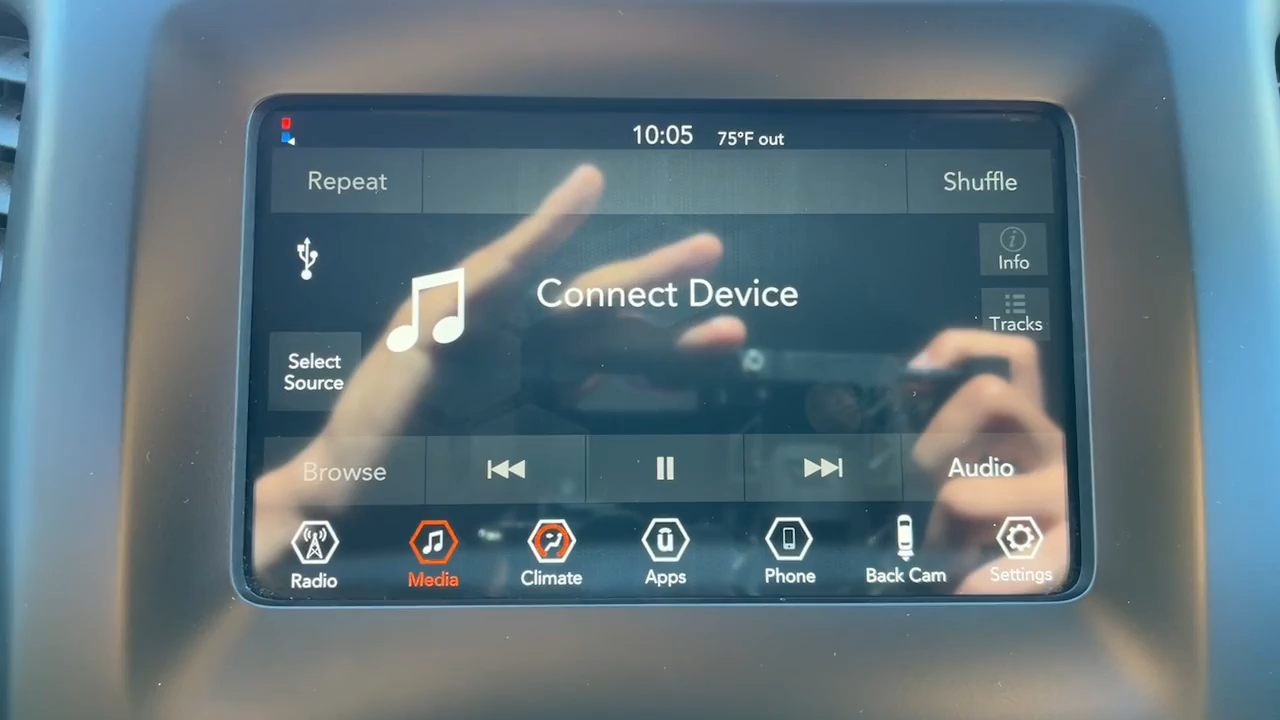 10:05 75°F out
Repeat
Shuffle
Info
Connect Device
Tracks
Select
Source
Browse
Audio
Radio
Media
Climate
Apps
Phone
Back Cam
Settings